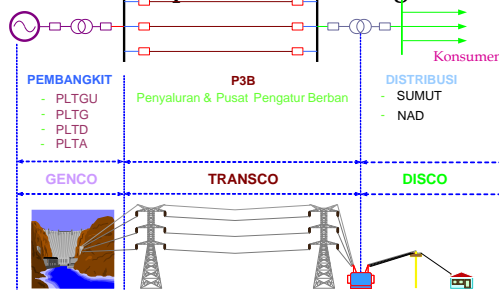 Konsumen
PEMBANGKIT
- PLTGU
- PLTG
- PLTD
- PLTA
P3B
Penyaluran & Pusat Pengatur Berban
DISTRIBUSI
- SUMUT
- NAD
GENCO
TRANSCO
DISCO